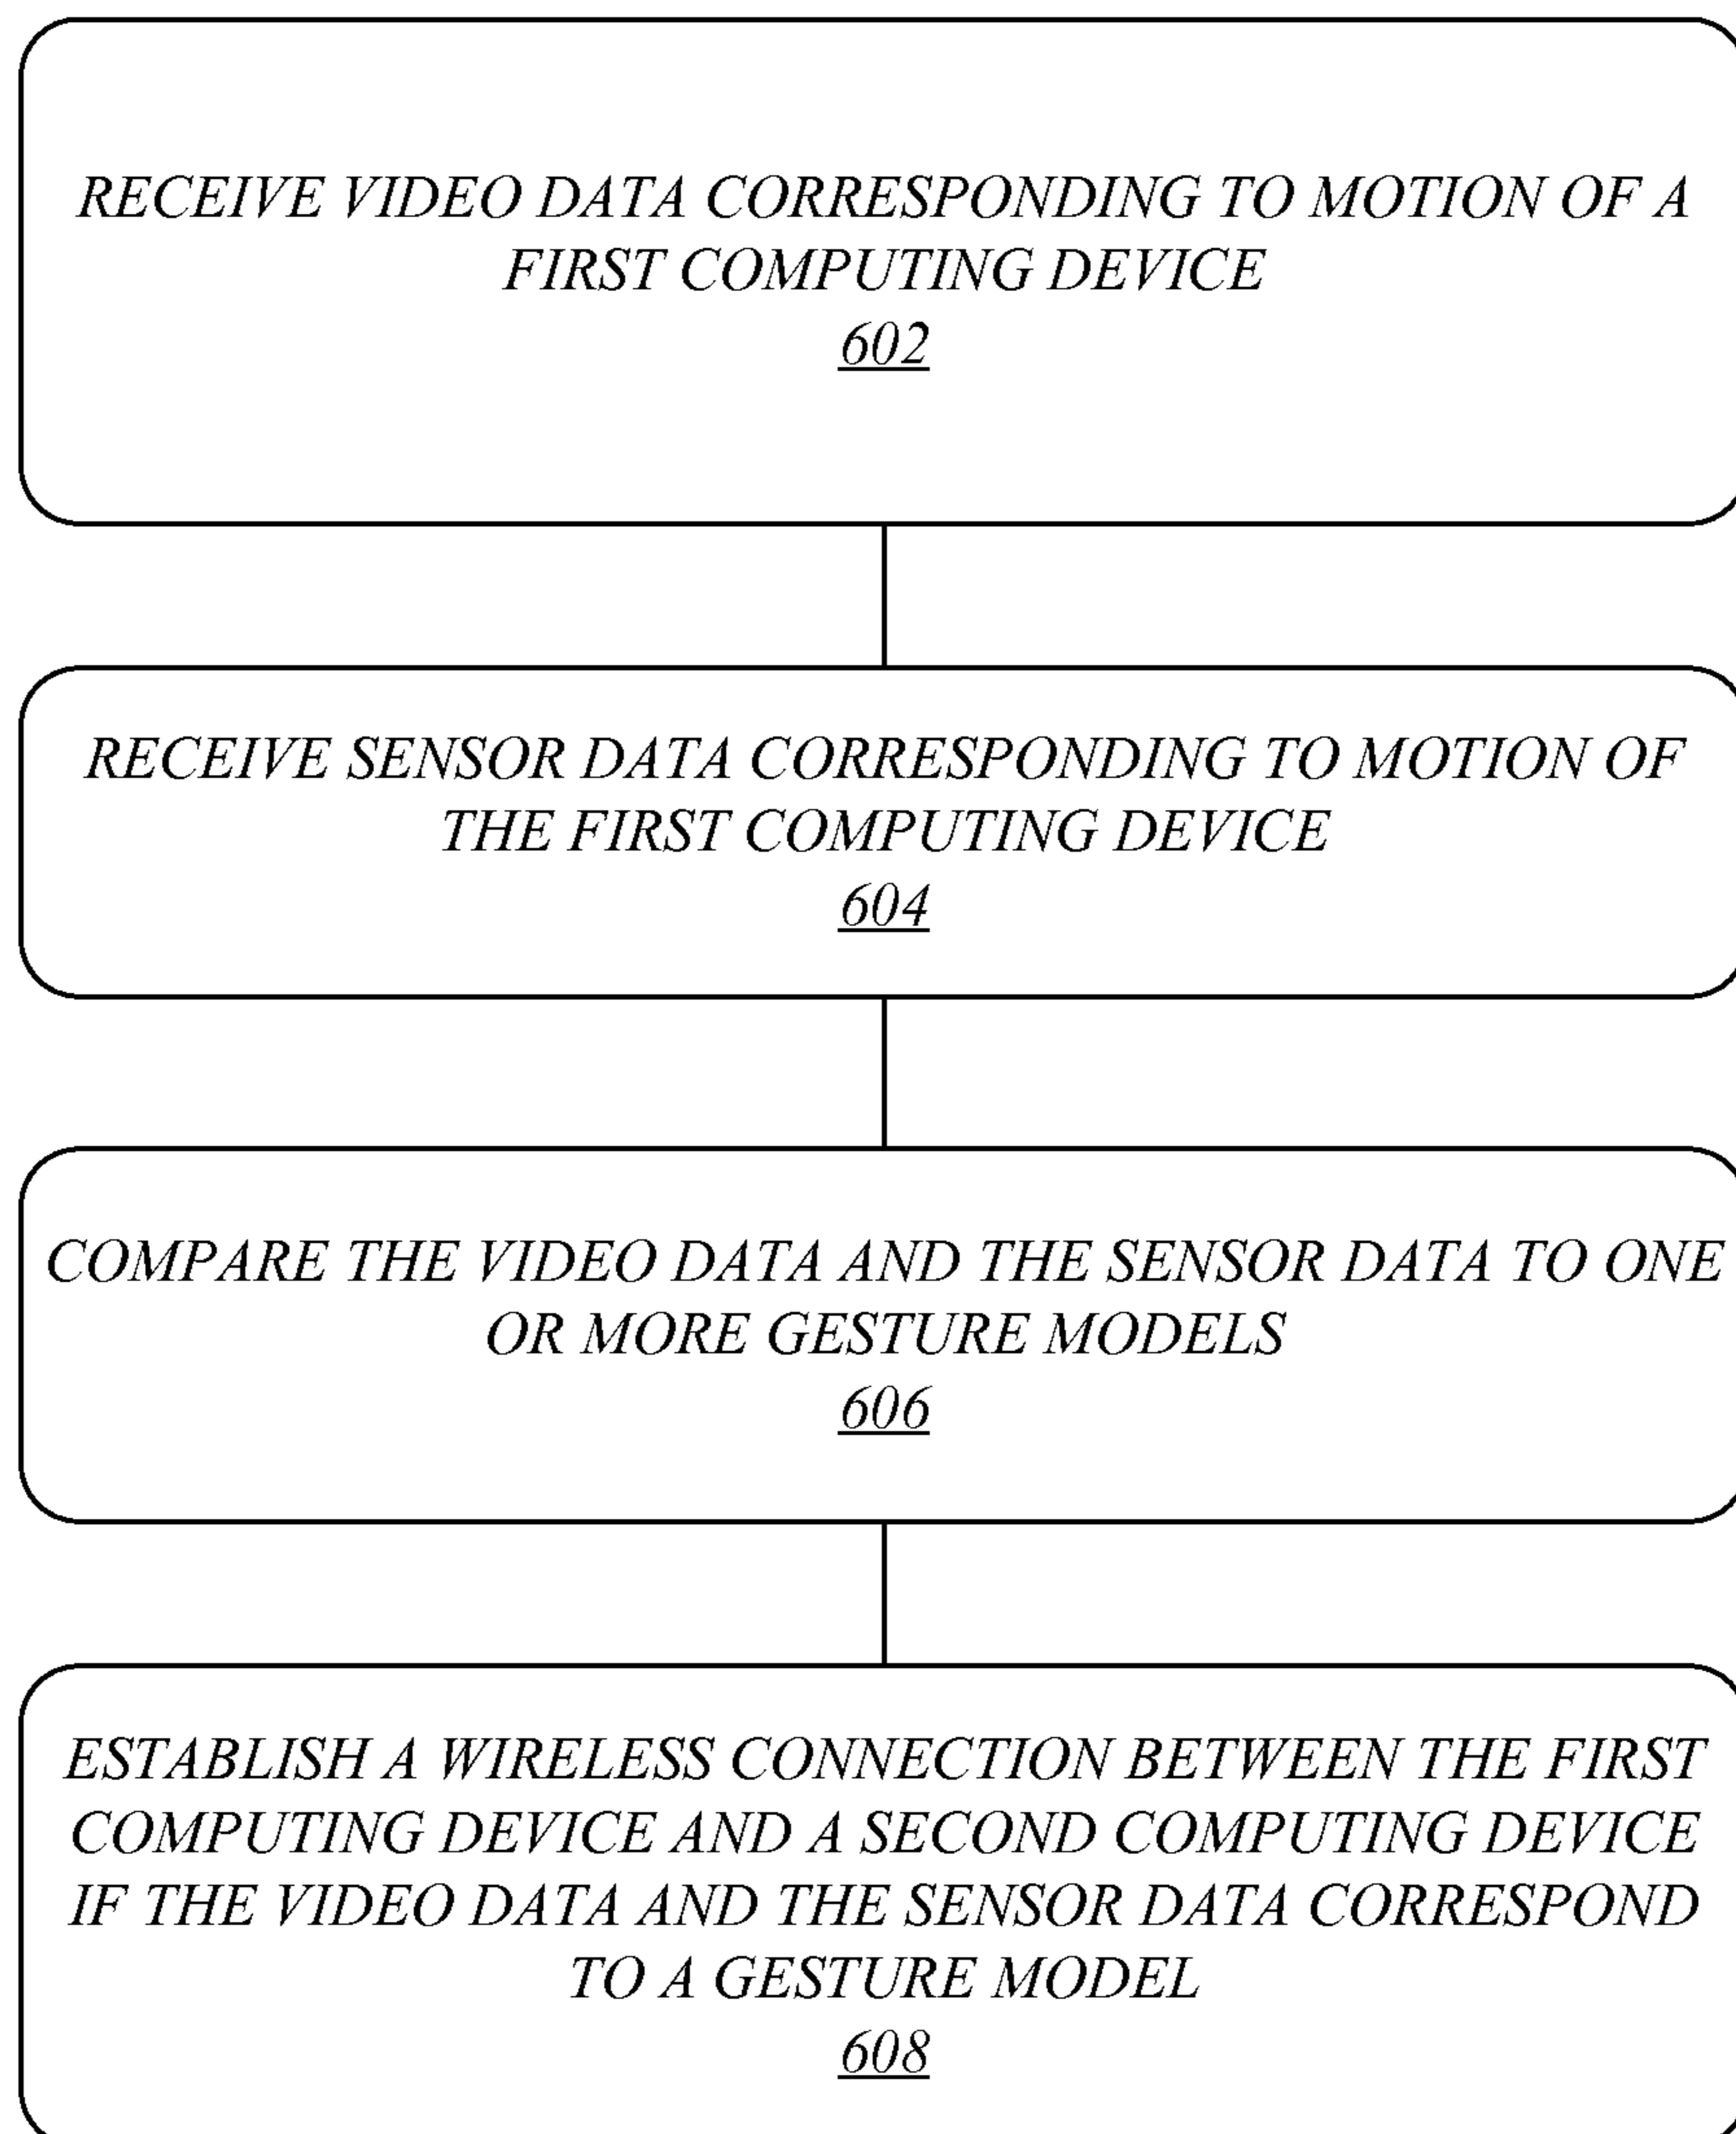 RECEIVE VIDEO DATA CORRESPONDING TO MOTION OF A
FIRST COMPUTING DEVICE
602
RECEIVE SENSOR DATA CORRESPONDING TO MOTION OF
THE FIRST COMPUTING DEVICE
604
COMPARE THE VIDEO DATA AND THE SENSOR DATA TO ONE
OR MORE GESTURE MODELS
606
ESTABLISH A WIRELESS CONNECTION BETWEEN THE FIRST
COMPUTING DEVICE AND A SECOND COMPUTING DEVICE
IF THE VIDEO DATA AND THE SENSOR DATA CORRESPOND
TO A GESTURE MODEL
608